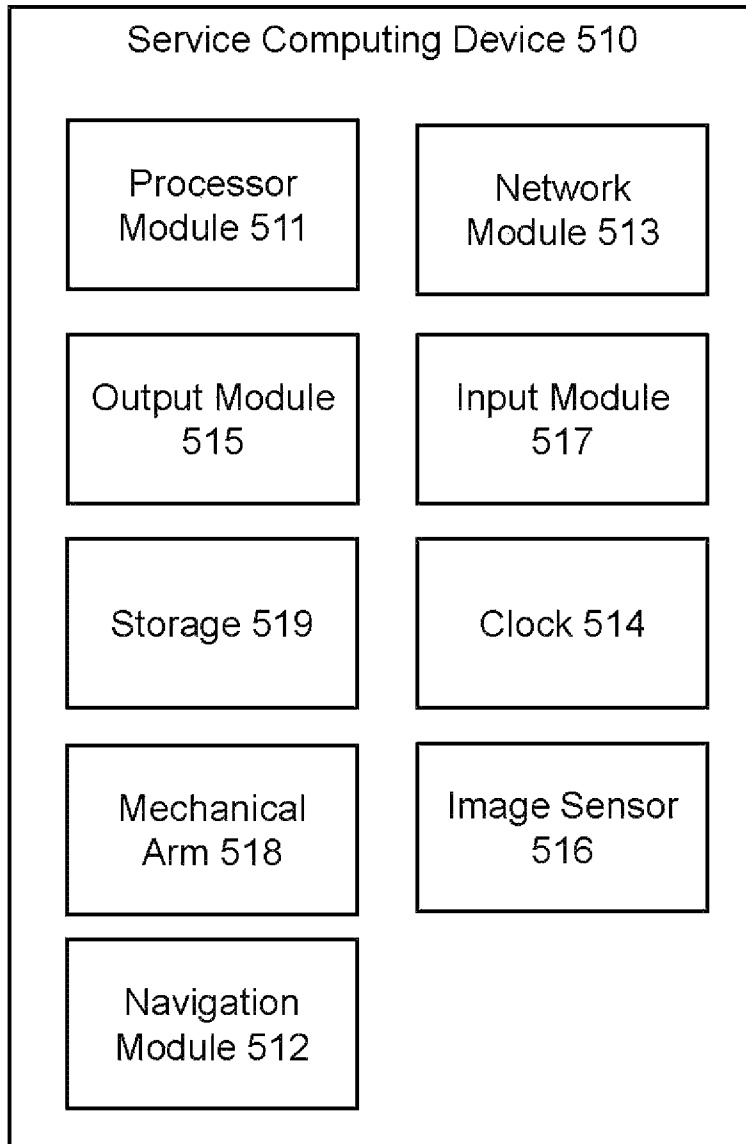 Service Computing Device 510
Processor
Module 511
Network
Module 513
Output Module
515
Input Module
517
Storage 519
Clock 514
Mechanical
Arm 518
Image Sensor
516
Navigation
Module 512